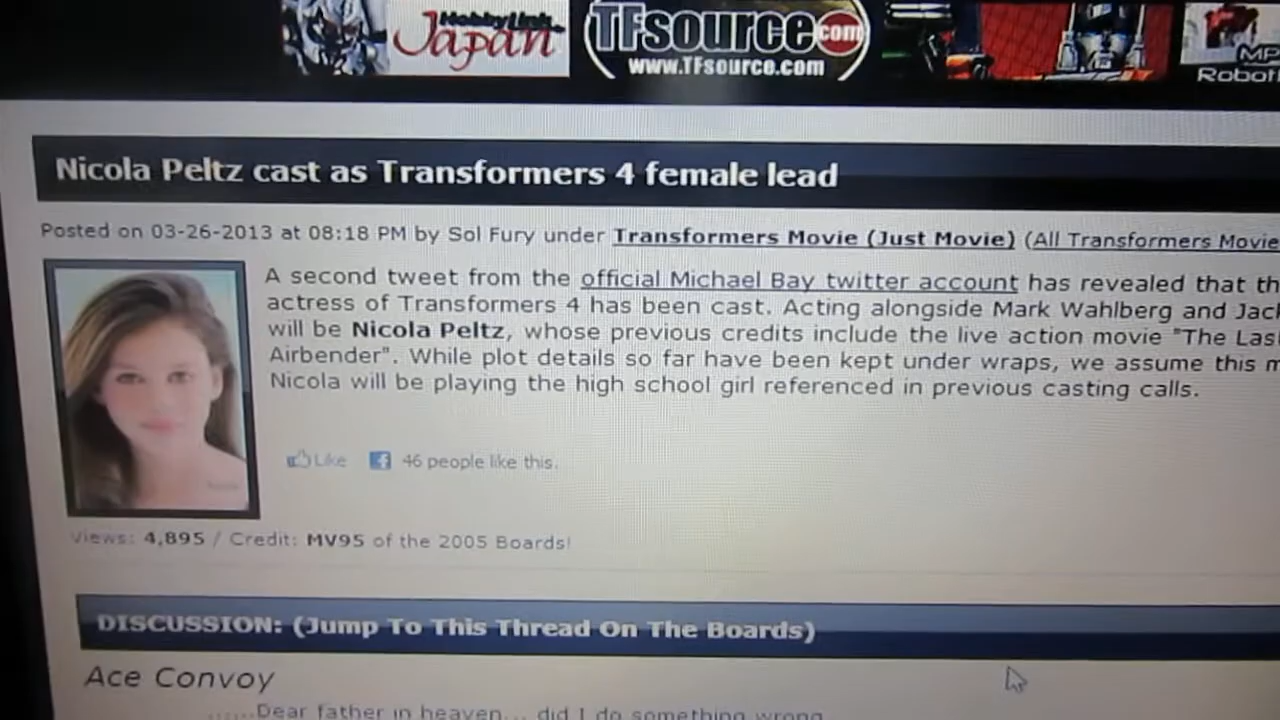 HobbyLink
Japan
TFsource.com
www.TFsource.com
MP
Robot
Nicola Peltz cast as Transformers 4 female lead
Posted on 03-26-2013 at 08:18 PM by Sol Fury under Transformers Movie (Just Movie) (All Transformers Movie
A second tweet from the official Michael Bay twitter account has revealed that th
actress of Transformers 4 has been cast. Acting alongside Mark Wahlberg and Jack
will be Nicola Peltz, whose previous credits include the live action movie "The Las
Airbender". While plot details so far have been kept under wraps, we assume this m
Nicola will be playing the high school girl referenced in previous casting calls.
Like 46 people like this.
Views: 4,895 / Credit: MV95 of the 2005 Boards!
DISCUSSION: (Jump To This Thread On The Boards)
Ace Convoy
......Dear father in heaven... did I do something wrong